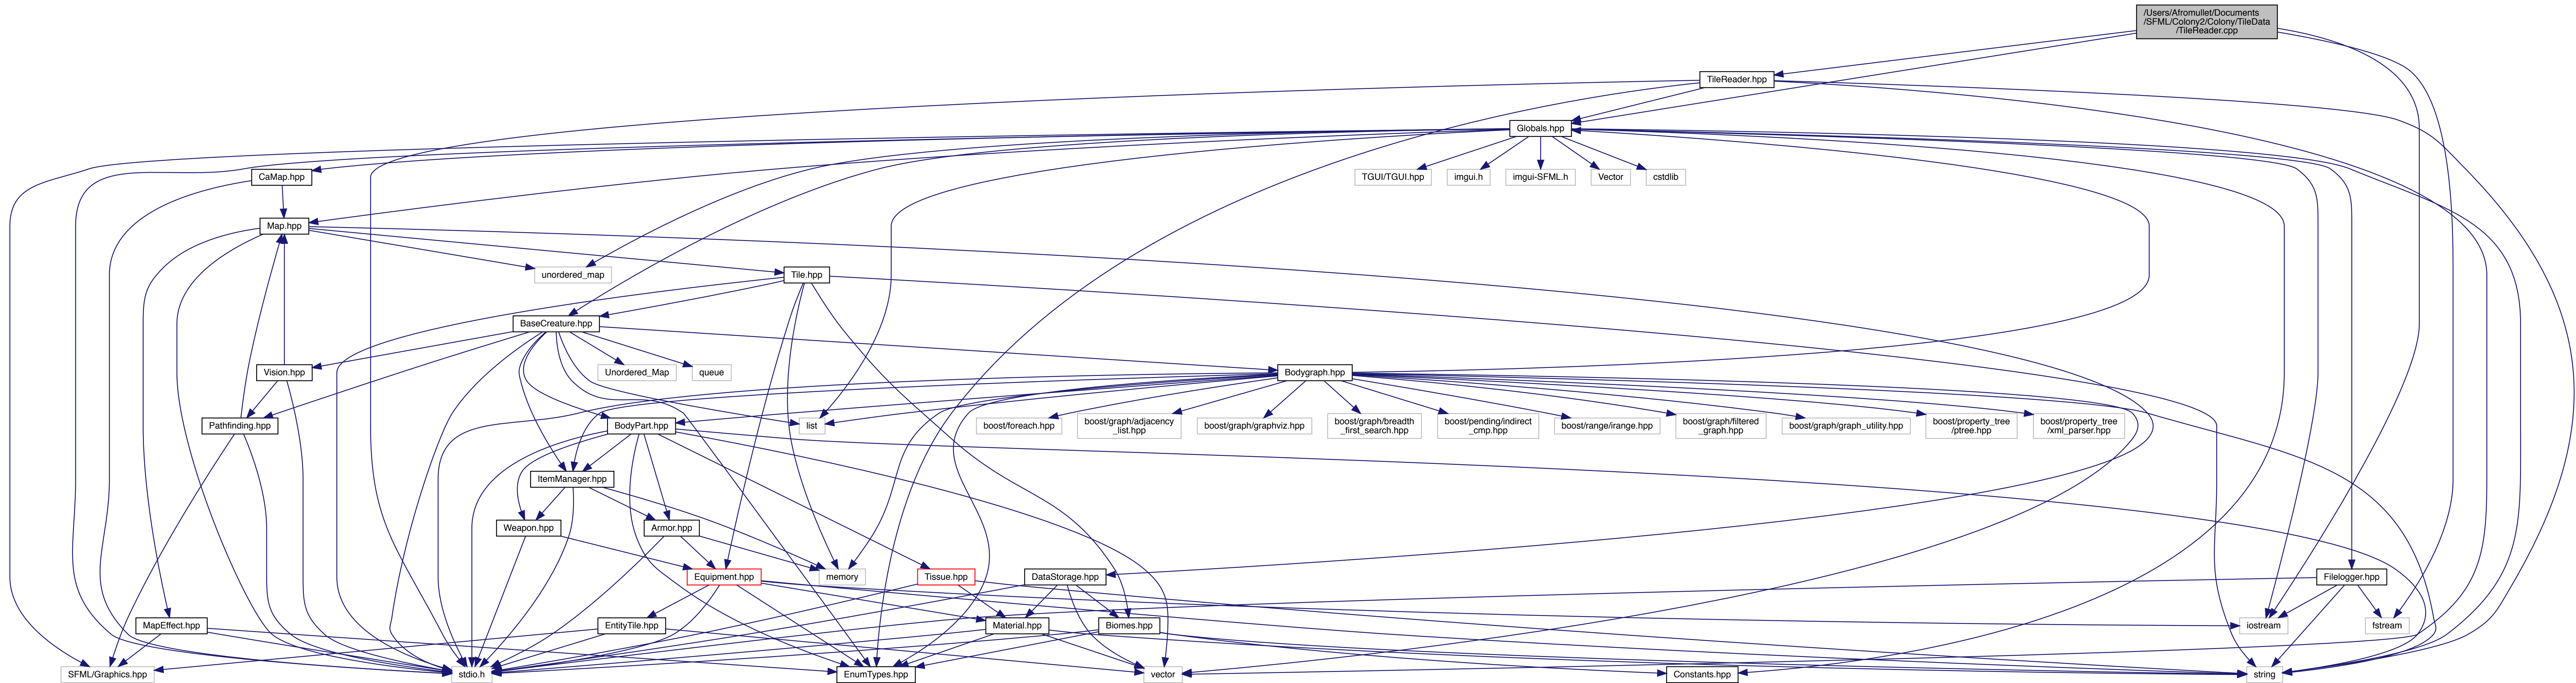 /Users/Afromullet/Documents
/SFML/Colony2/Colony/TileData
/TileReader.cpp
TileReader.hpp
Globals.hpp
CaMap.hpp
TGUI/TGUI.hpp
imgui.h
imgui-SFML.h
Vector
cstdlib
Map.hpp
unordered_map
Tile.hpp
BaseCreature.hpp
Vision.hpp
Unordered_Map
queue
Bodygraph.hpp
Pathfinding.hpp
BodyPart.hpp
list
boost/foreach.hpp
boost/graph/adjacency
_list.hpp
boost/graph/graphviz.hpp
boost/graph/breadth
_first_search.hpp
boost/pending/indirect
_cmp.hpp
boost/range/irange.hpp
boost/graph/filtered
_graph.hpp
boost/graph/graph_utility.hpp
boost/property_tree
/ptree.hpp
boost/property_tree
/xml_parser.hpp
ItemManager.hpp
Weapon.hpp
Armor.hpp
Equipment.hpp
memory
Tissue.hpp
DataStorage.hpp
Filelogger.hpp
MapEffect.hpp
EntityTile.hpp
Material.hpp
Biomes.hpp
iostream
fstream
SFML/Graphics.hpp
stdio.h
EnumTypes.hpp
vector
Constants.hpp
string